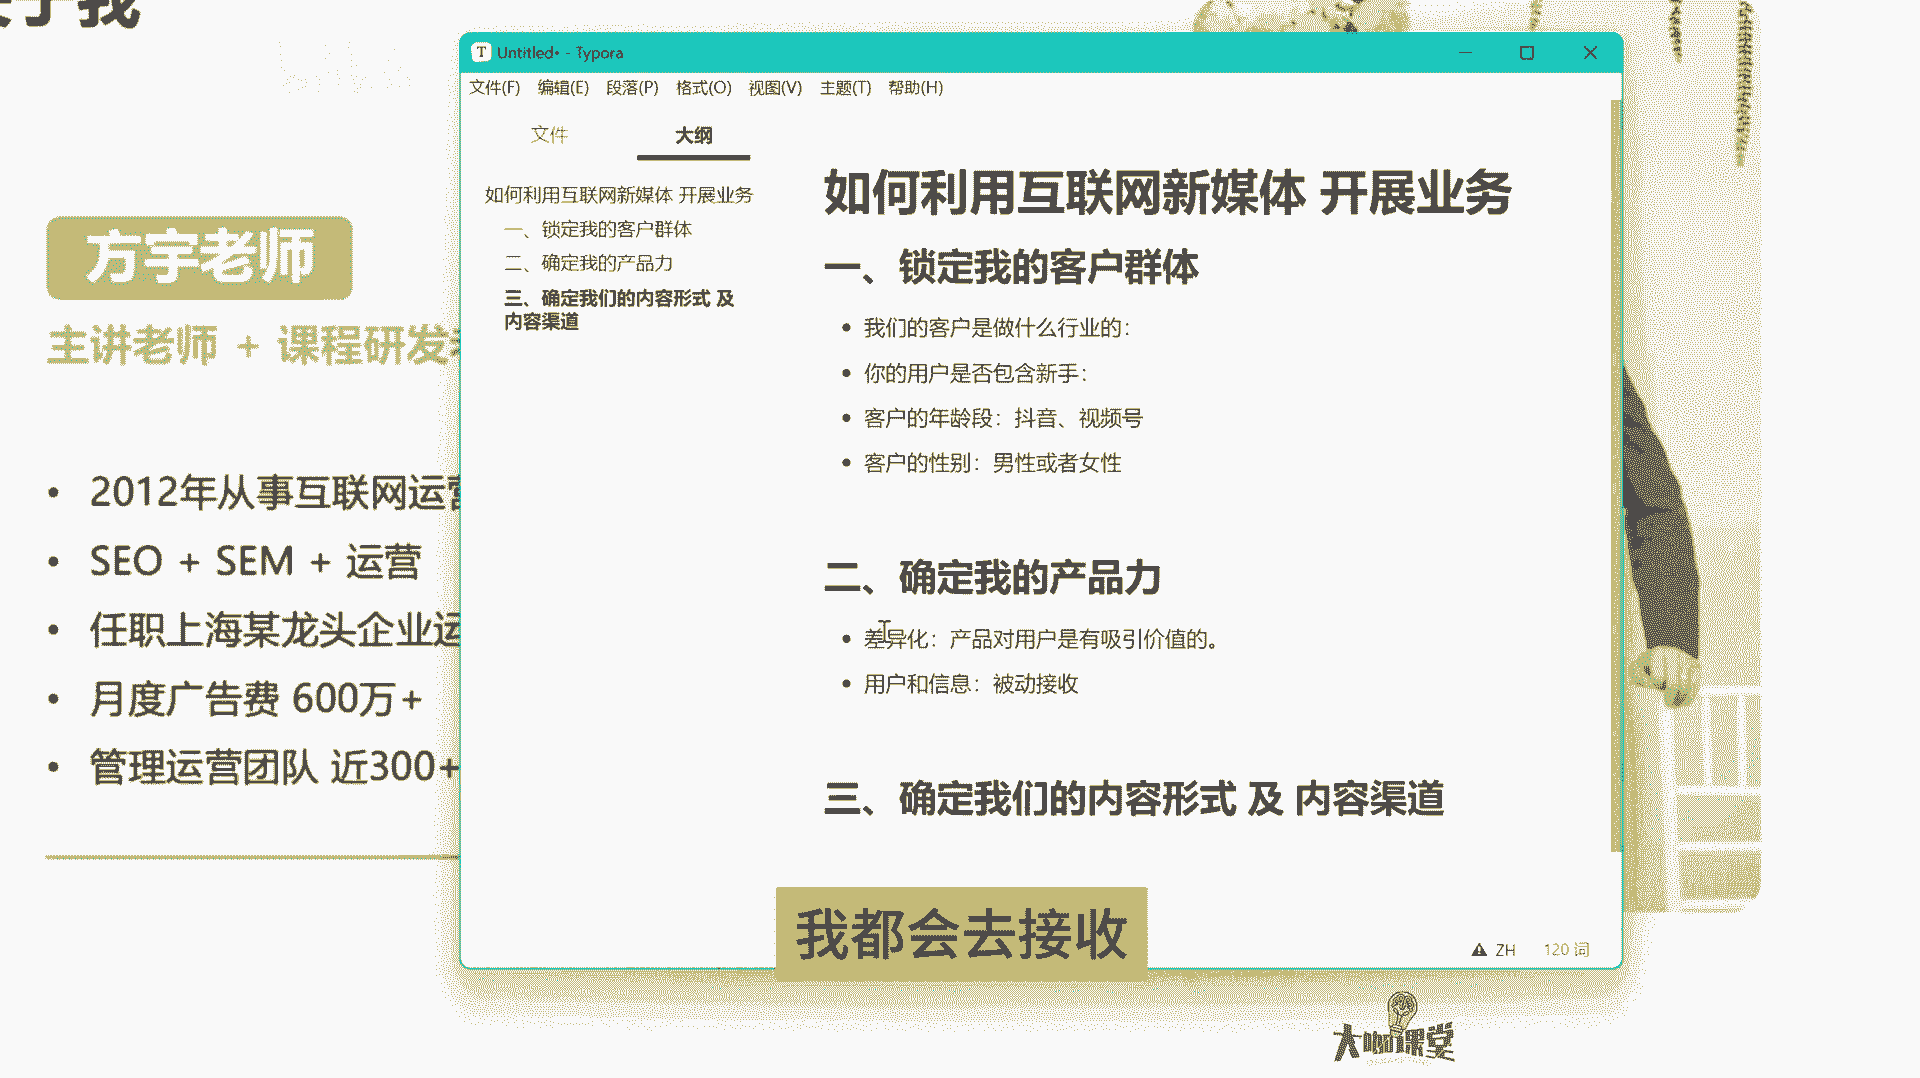 关于我
方宇老师
主讲老师 + 课程研发
2012年从事互联网运营
SEO + SEM + 运营
任职上海某龙头企业运
月度广告费 600万+
管理运营团队 近300+
Untitled• - Typora
文件(F) 编辑(E) 段落(P) 格式(O) 视图(V) 主题(T) 帮助(H)
文件 大纲
如何利用互联网新媒体 开展业务
一、锁定我的客户群体
二、确定我的产品力
三、确定我们的内容形式 及
内容渠道
如何利用互联网新媒体 开展业务
一、锁定我的客户群体
我们的客户是做什么行业的：
你的用户是否包含新手：
客户的年龄段：抖音、视频号
客户的性别：男性或者女性
二、确定我的产品力
差异化：产品对用户是有吸引价值的。
用户和信息：被动接收
三、确定我们的内容形式 及 内容渠道
我都会去接收
ZH 120 词
大咖课堂